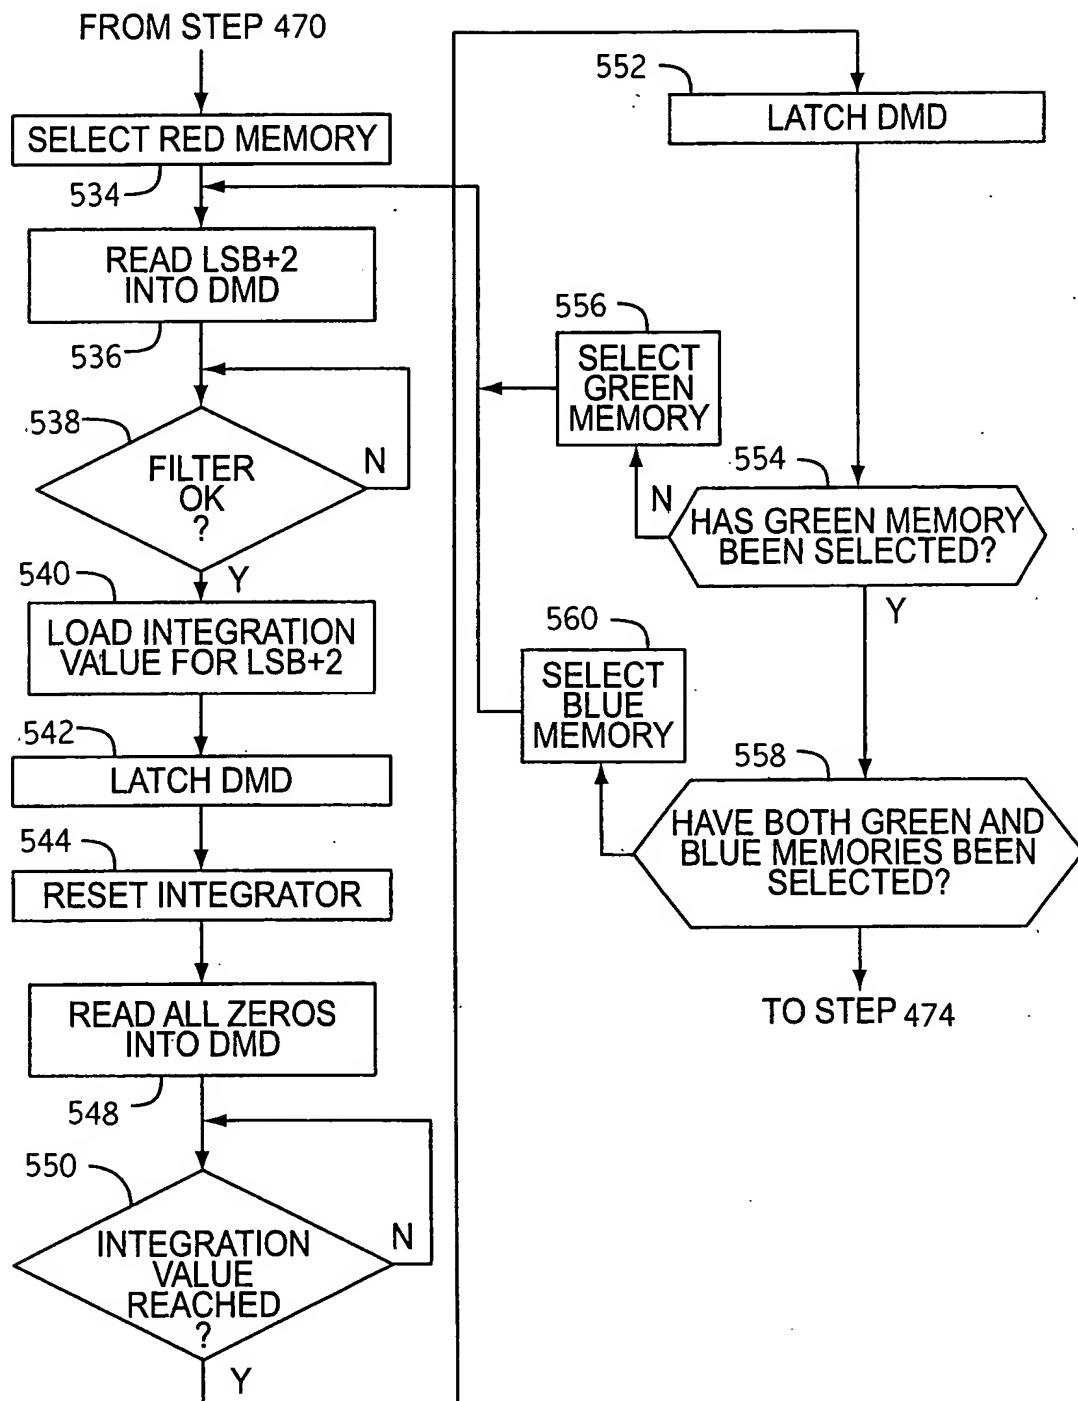 FROM STEP 470
SELECT RED MEMORY
534
READ LSB+2
INTO DMD
536
538
FILTER
OK
?
N
Y
540
LOAD INTEGRATION
VALUE FOR LSB+2
542
LATCH DMD
544
RESET INTEGRATOR
READ ALL ZEROS
INTO DMD
548
550
INTEGRATION
VALUE
REACHED
?
N
Y
552
LATCH DMD
556
SELECT
GREEN
MEMORY
554
N
HAS GREEN MEMORY
BEEN SELECTED?
Y
560
SELECT
BLUE
MEMORY
558
HAVE BOTH GREEN AND
BLUE MEMORIES BEEN
SELECTED?
TO STEP 474